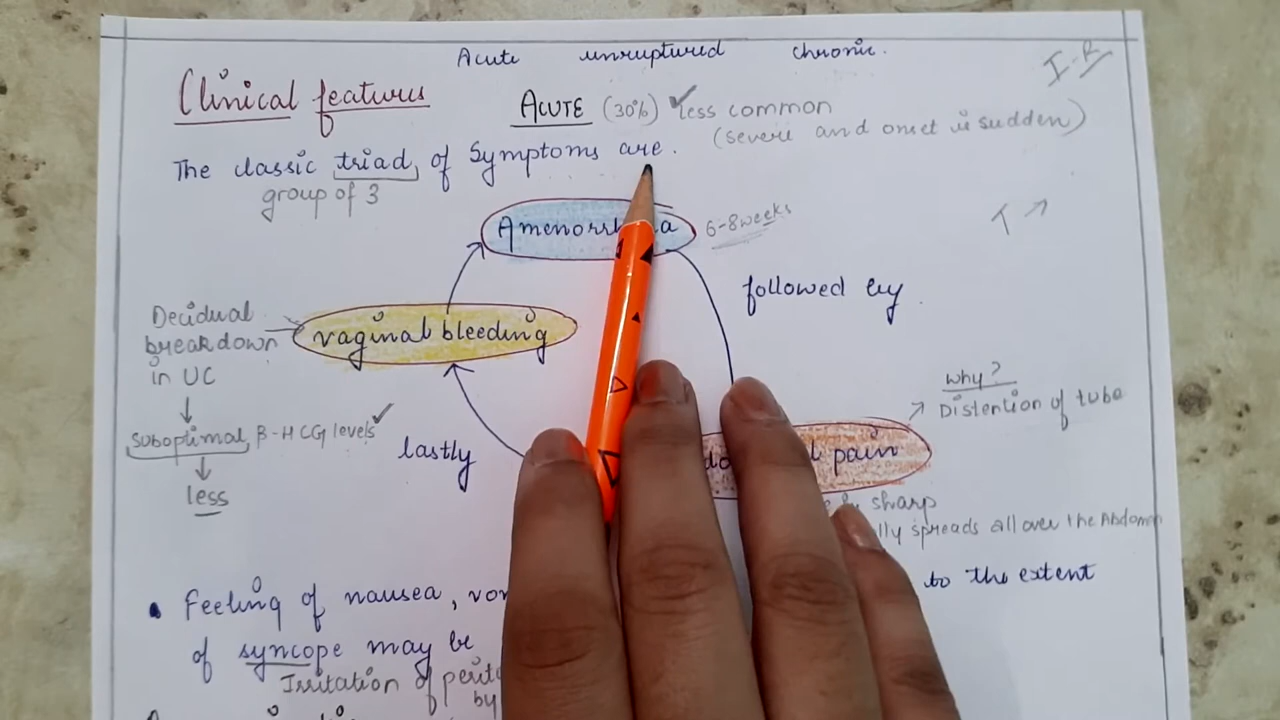 Acute unruptured chronic.
I-R
Clinical features
ACUTE (30%) ✓less common
(severe and onset is sudden)
The classic triad of symptoms are.
group of 3
6-8weeks
T ↗
followed by
Decidual
breakdown
in UC
vaginal bleeding
why?
Distention of tube
suboptimal β-HCG levels ✓
lastly
pain
less
sharp
spreads all over the Abdomen
• Feeling of nausea,
to the extent
of syncope may be
Irritation of
by